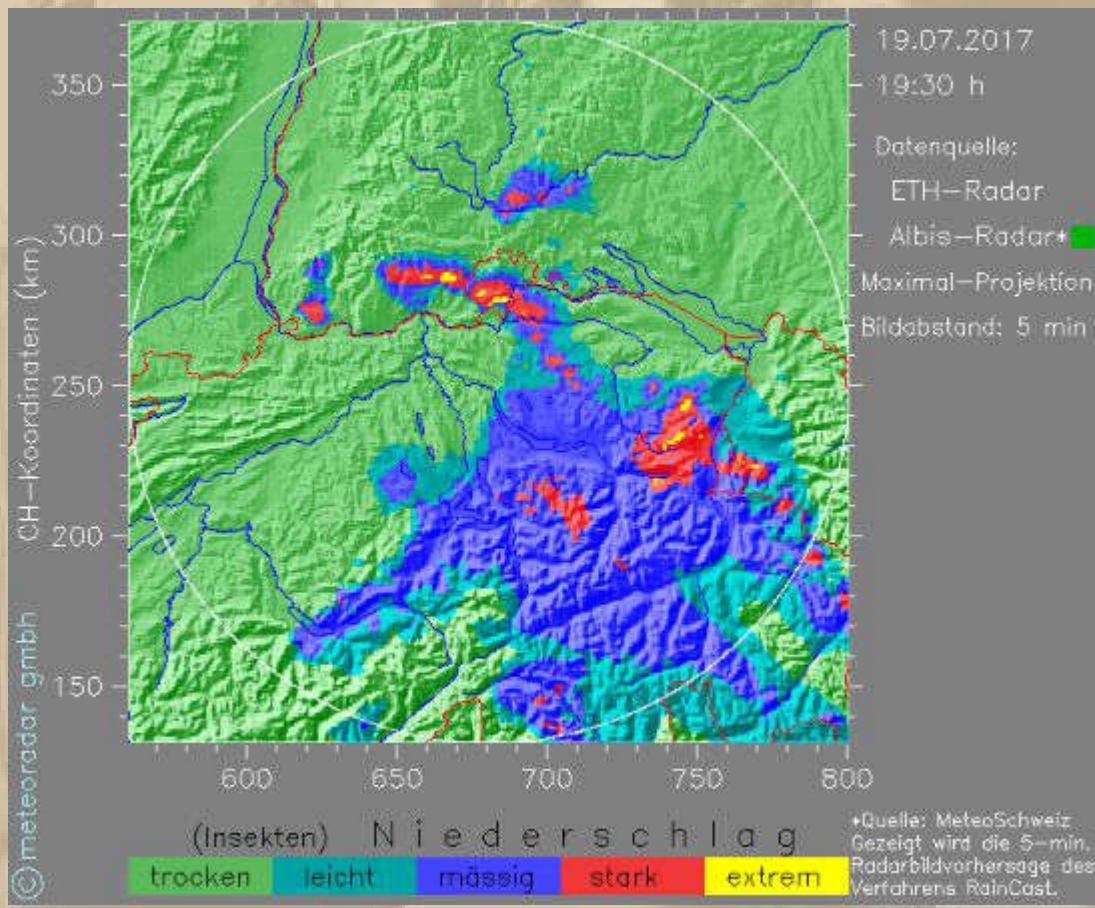 19.07.2017
19:30 h
Datenquelle:
ETH-Radar
Albis-Radar*
Maximal-Projektion
Bildabstand: 5 min
CH-Koordinaten (km)
350
300
250
200
150
600
650
700
750
800
© meteoradar gmbh
(Insekten) Niederschlag
trocken leicht mässig stark extrem
*Quelle: MeteoSchweiz
Gezeigt wird die 5-min.
Radarbildvorhersage des
Verfahrens RainCast.